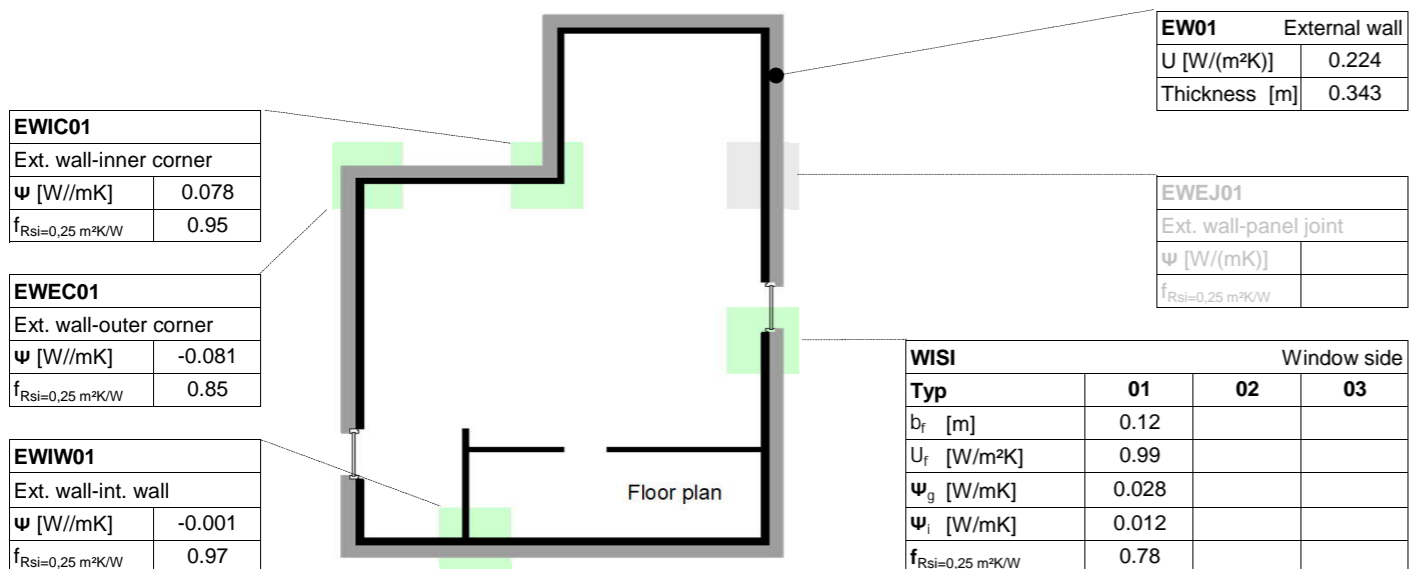 EW01 External wall
U [W/(m²K)] 0.224
Thickness [m] 0.343
EWIC01
Ext. wall-inner corner
Ψ [W//mK] 0.078
fRsi=0,25 m²K/W 0.95
EWEJ01
Ext. wall-panel joint
Ψ [W/(mK)]
fRsi=0,25 m²K/W
EWEC01
Ext. wall-outer corner
Ψ [W//mK] -0.081
fRsi=0,25 m²K/W 0.85
WISI Window side
Typ 01 02 03
bf [m] 0.12
Uf [W/m²K] 0.99
Ψg [W/mK] 0.028
Ψi [W/mK] 0.012
fRsi=0,25 m²K/W 0.78
EWIW01
Ext. wall-int. wall
Ψ [W//mK] -0.001
fRsi=0,25 m²K/W 0.97
Floor plan